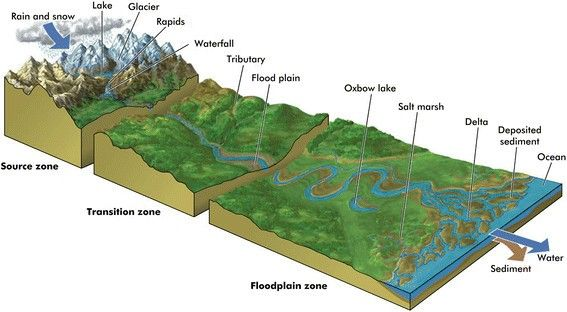 Lake
Glacier
Rain and snow
Rapids
Waterfall
Tributary
Flood plain
Oxbow lake
Salt marsh
Delta
Deposited
sediment
Ocean
Source zone
Transition zone
Floodplain zone
Water
Sediment